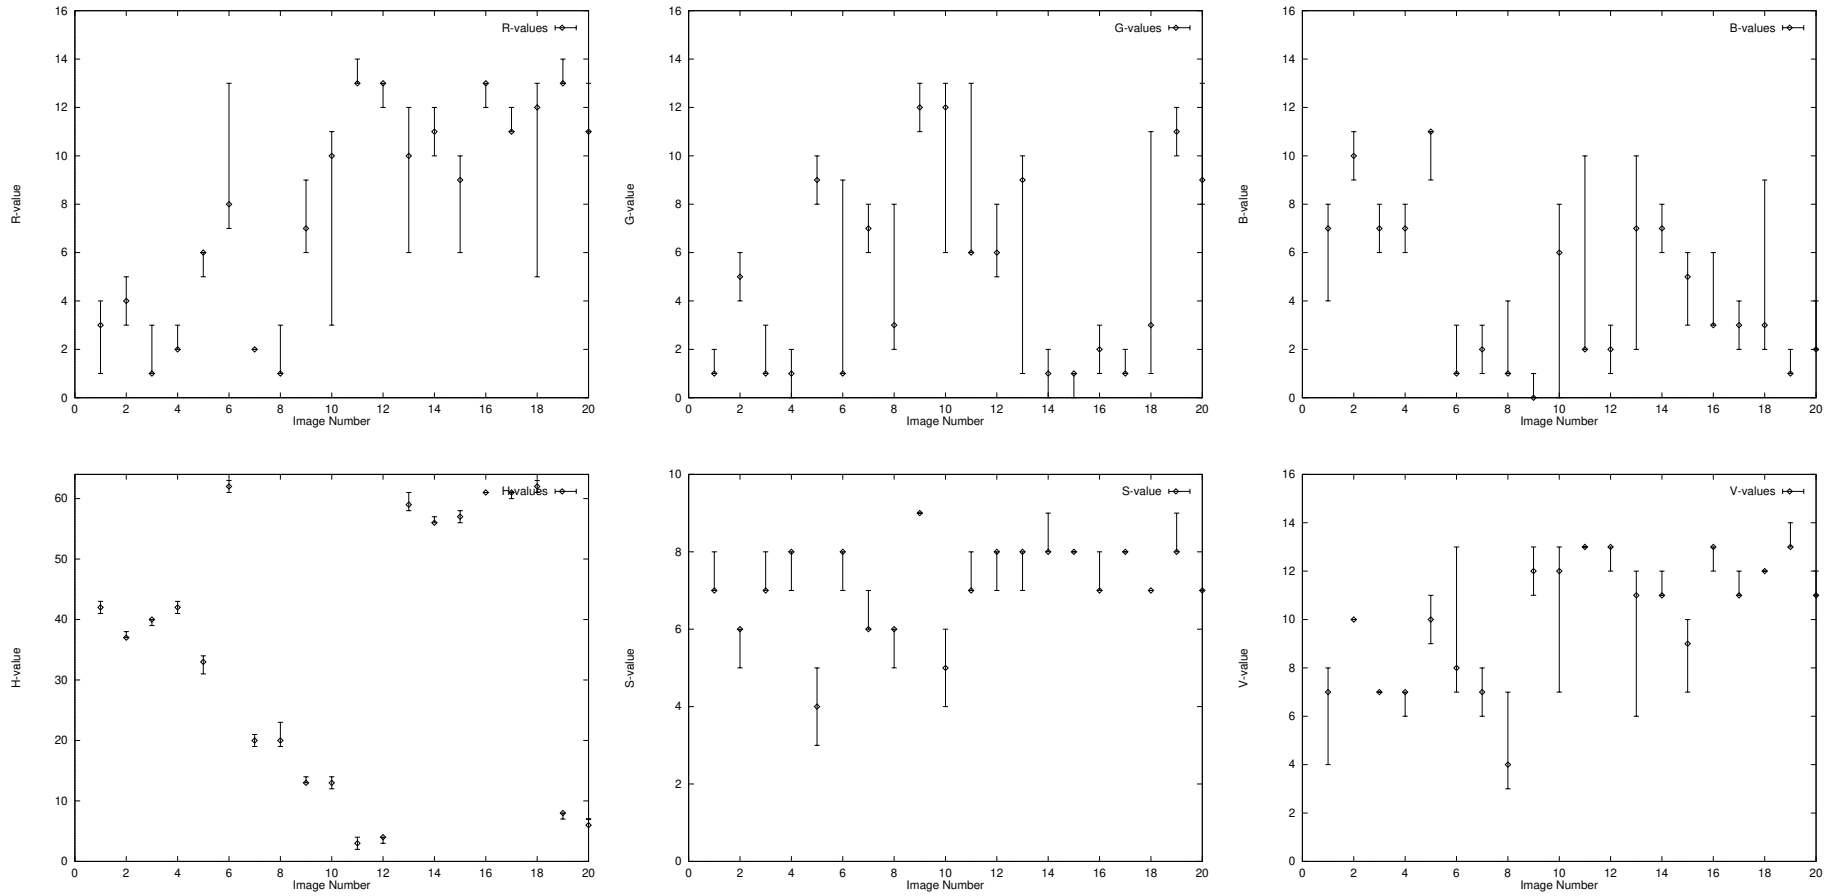 R-values
16
14
12
10
8
6
4
2
0
R-value
0 2 4 6 8 10 12 14 16 18 20
Image Number
G-values
16
14
12
10
8
6
4
2
0
G-value
0 2 4 6 8 10 12 14 16 18 20
Image Number
B-values
16
14
12
10
8
6
4
2
0
B-value
0 2 4 6 8 10 12 14 16 18 20
Image Number
H-values
60
50
40
30
20
10
0
H-value
0 2 4 6 8 10 12 14 16 18 20
Image Number
S-value
10
8
6
4
2
0
S-value
0 2 4 6 8 10 12 14 16 18 20
Image Number
V-values
16
14
12
10
8
6
4
2
0
V-value
0 2 4 6 8 10 12 14 16 18 20
Image Number